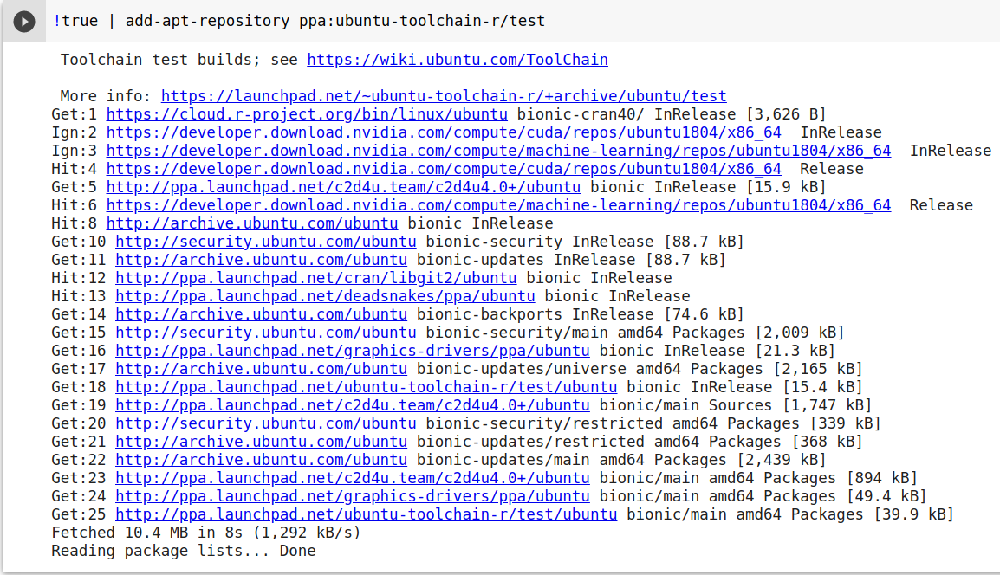 !true | add-apt-repository ppa:ubuntu-toolchain-r/test
Toolchain test builds; see https://wiki.ubuntu.com/ToolChain
More info: https://launchpad.net/~ubuntu-toolchain-r/+archive/ubuntu/test
Get:1 https://cloud.r-project.org/bin/linux/ubuntu bionic-cran40/ InRelease [3,626 B]
Ign:2 https://developer.download.nvidia.com/compute/cuda/repos/ubuntu1804/x86_64  InRelease
Ign:3 https://developer.download.nvidia.com/compute/machine-learning/repos/ubuntu1804/x86_64  InRelease
Hit:4 https://developer.download.nvidia.com/compute/cuda/repos/ubuntu1804/x86_64  Release
Get:5 http://ppa.launchpad.net/c2d4u.team/c2d4u4.0+/ubuntu bionic InRelease [15.9 kB]
Hit:6 https://developer.download.nvidia.com/compute/machine-learning/repos/ubuntu1804/x86_64  Release
Hit:8 http://archive.ubuntu.com/ubuntu bionic InRelease
Get:10 http://security.ubuntu.com/ubuntu bionic-security InRelease [88.7 kB]
Get:11 http://archive.ubuntu.com/ubuntu bionic-updates InRelease [88.7 kB]
Hit:12 http://ppa.launchpad.net/cran/libgit2/ubuntu bionic InRelease
Hit:13 http://ppa.launchpad.net/deadsnakes/ppa/ubuntu bionic InRelease
Get:14 http://archive.ubuntu.com/ubuntu bionic-backports InRelease [74.6 kB]
Get:15 http://security.ubuntu.com/ubuntu bionic-security/main amd64 Packages [2,009 kB]
Get:16 http://ppa.launchpad.net/graphics-drivers/ppa/ubuntu bionic InRelease [21.3 kB]
Get:17 http://archive.ubuntu.com/ubuntu bionic-updates/universe amd64 Packages [2,165 kB]
Get:18 http://ppa.launchpad.net/ubuntu-toolchain-r/test/ubuntu bionic InRelease [15.4 kB]
Get:19 http://ppa.launchpad.net/c2d4u.team/c2d4u4.0+/ubuntu bionic/main Sources [1,747 kB]
Get:20 http://security.ubuntu.com/ubuntu bionic-security/restricted amd64 Packages [339 kB]
Get:21 http://archive.ubuntu.com/ubuntu bionic-updates/restricted amd64 Packages [368 kB]
Get:22 http://archive.ubuntu.com/ubuntu bionic-updates/main amd64 Packages [2,439 kB]
Get:23 http://ppa.launchpad.net/c2d4u.team/c2d4u4.0+/ubuntu bionic/main amd64 Packages [894 kB]
Get:24 http://ppa.launchpad.net/graphics-drivers/ppa/ubuntu bionic/main amd64 Packages [49.4 kB]
Get:25 http://ppa.launchpad.net/ubuntu-toolchain-r/test/ubuntu bionic/main amd64 Packages [39.9 kB]
Fetched 10.4 MB in 8s (1,292 kB/s)
Reading package lists... Done